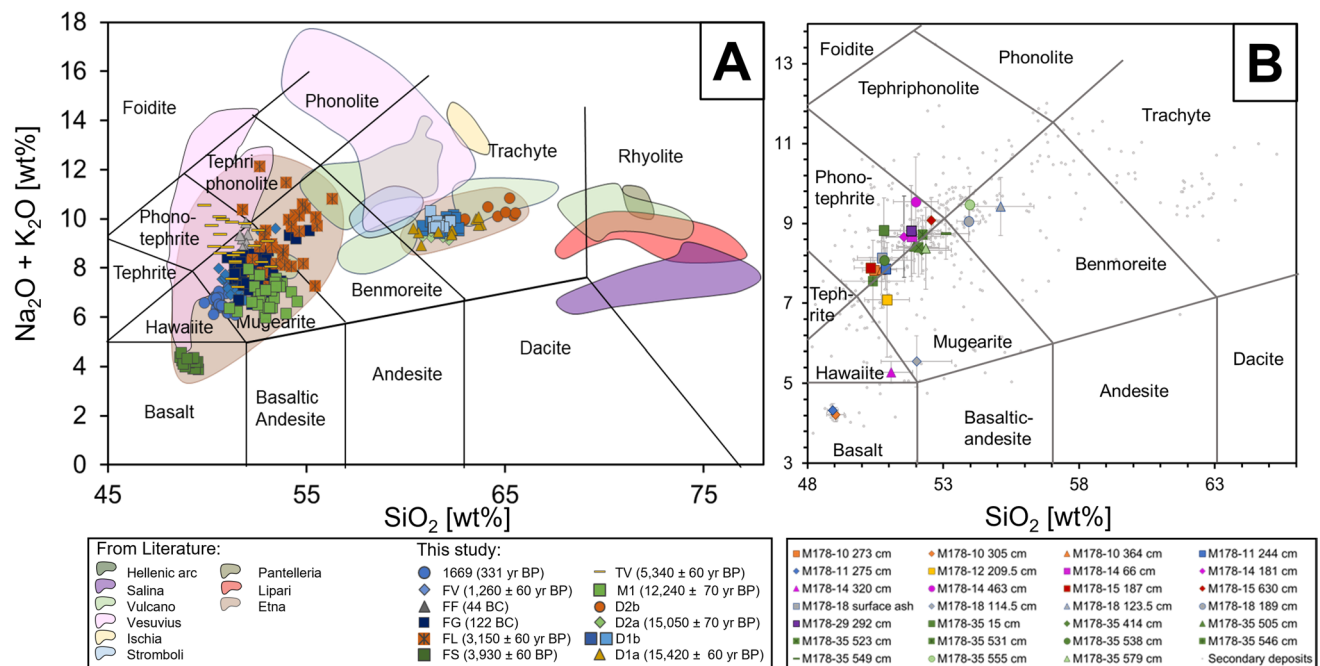 A
18
16
14
12
10
8
6
4
2
0
45
55
65
75
Na₂O + K₂O [wt%]
SiO₂ [wt%]
Foidite
Phonolite
Tephri
phonolite
Trachyte
Rhyolite
Phono-
tephrite
Tephrite
Benmoreite
Hawaiite
Mugearite
Dacite
Andesite
Basalt
Basaltic
Andesite
B
13
11
9
7
5
3
48
53
58
63
SiO₂ [wt%]
Foidite
Phonolite
Tephriphonolite
Trachyte
Phono-
tephrite
Benmoreite
Teph-
rite
Mugearite
Hawaiite
Dacite
Andesite
Basaltic-
andesite
Basalt
From Literature:
Hellenic arc
Salina
Vulcano
Vesuvius
Ischia
Stromboli
Pantelleria
Lipari
Etna
This study:
1669 (331 yr BP)
FV (1,260 ± 60 yr BP)
FF (44 BC)
FG (122 BC)
FL (3,150 ± 60 yr BP)
FS (3,930 ± 60 BP)
TV (5,340 ± 60 yr BP)
M1 (12,240 ± 70 yr BP)
D2b
D2a (15,050 ± 70 yr BP)
D1b
D1a (15,420 ± 60 yr BP)
M178-10 273 cm
M178-10 305 cm
M178-10 364 cm
M178-11 244 cm
M178-11 275 cm
M178-12 209.5 cm
M178-14 66 cm
M178-14 181 cm
M178-14 320 cm
M178-14 463 cm
M178-15 187 cm
M178-15 630 cm
M178-18 surface ash
M178-18 114.5 cm
M178-18 123.5 cm
M178-18 189 cm
M178-29 292 cm
M178-35 15 cm
M178-35 414 cm
M178-35 505 cm
M178-35 523 cm
M178-35 531 cm
M178-35 538 cm
M178-35 546 cm
M178-35 549 cm
M178-35 555 cm
M178-35 579 cm
Secondary deposits